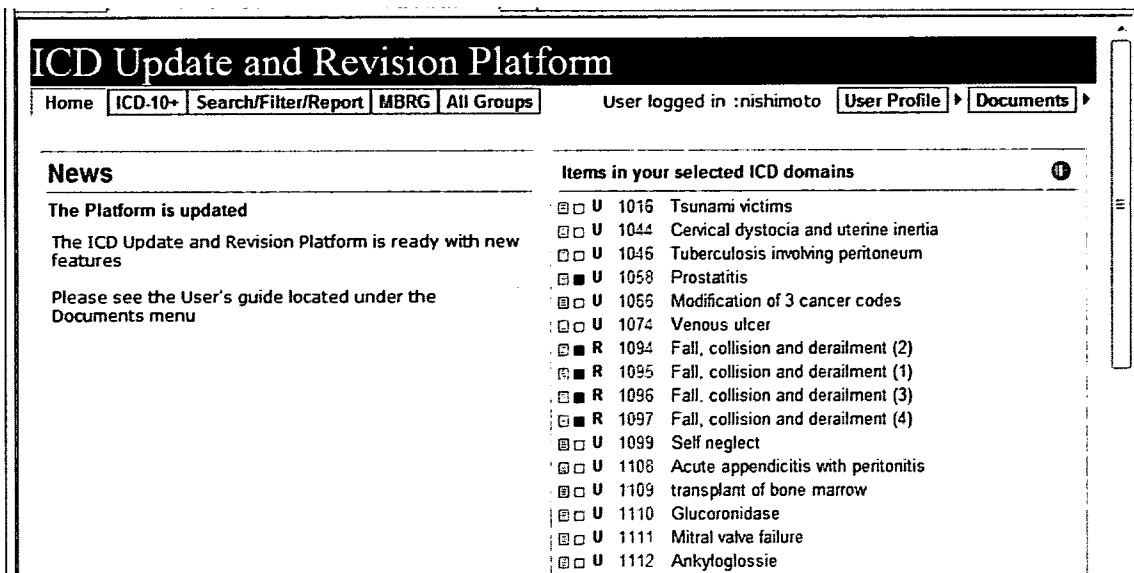 ICD Update and Revision Platform
Home ICD-10+ Search/Filter/Report MBRG All Groups User logged in :nishimoto User Profile Documents
News
The Platform is updated
The ICD Update and Revision Platform is ready with new
features
Please see the User's guide located under the
Documents menu
Items in your selected ICD domains
U 1016 Tsunami victims
U 1044 Cervical dystocia and uterine inertia
U 1046 Tuberculosis involving peritoneum
U 1058 Prostatitis
U 1066 Modification of 3 cancer codes
U 1074 Venous ulcer
R 1094 Fall, collision and derailment (2)
R 1095 Fall, collision and derailment (1)
R 1096 Fall, collision and derailment (3)
R 1097 Fall, collision and derailment (4)
U 1099 Self neglect
U 1108 Acute appendicitis with peritonitis
U 1109 transplant of bone marrow
U 1110 Glucoronidase
U 1111 Mitral valve failure
U 1112 Ankyloglossie